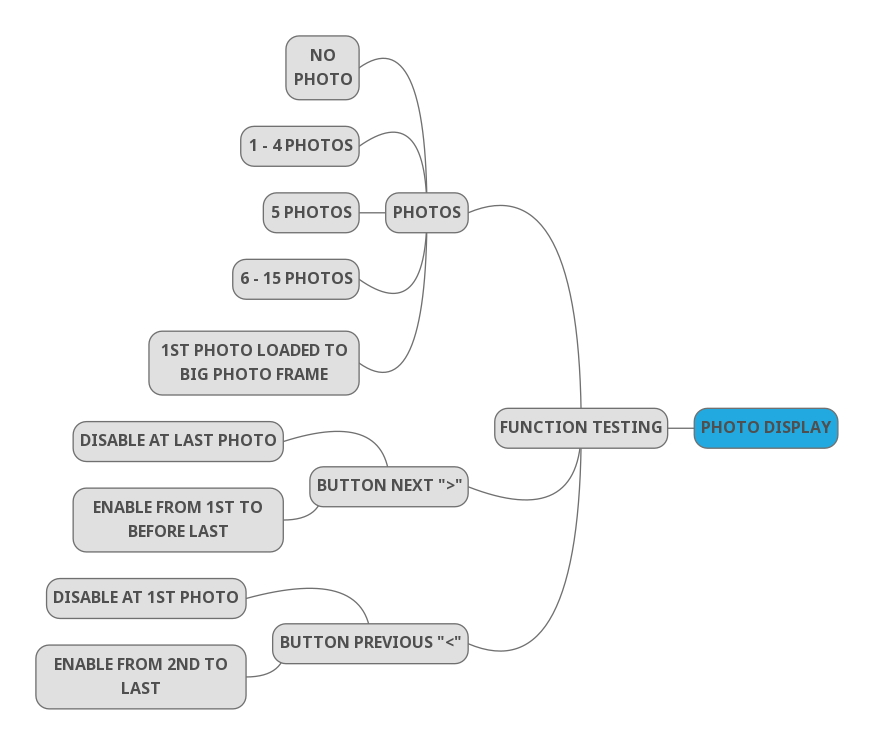 NO
PHOTO
1 - 4 PHOTOS
5 PHOTOS
PHOTOS
6 - 15 PHOTOS
1ST PHOTO LOADED TO
BIG PHOTO FRAME
FUNCTION TESTING
PHOTO DISPLAY
DISABLE AT LAST PHOTO
BUTTON NEXT ">"
ENABLE FROM 1ST TO
BEFORE LAST
DISABLE AT 1ST PHOTO
BUTTON PREVIOUS "<"
ENABLE FROM 2ND TO
LAST